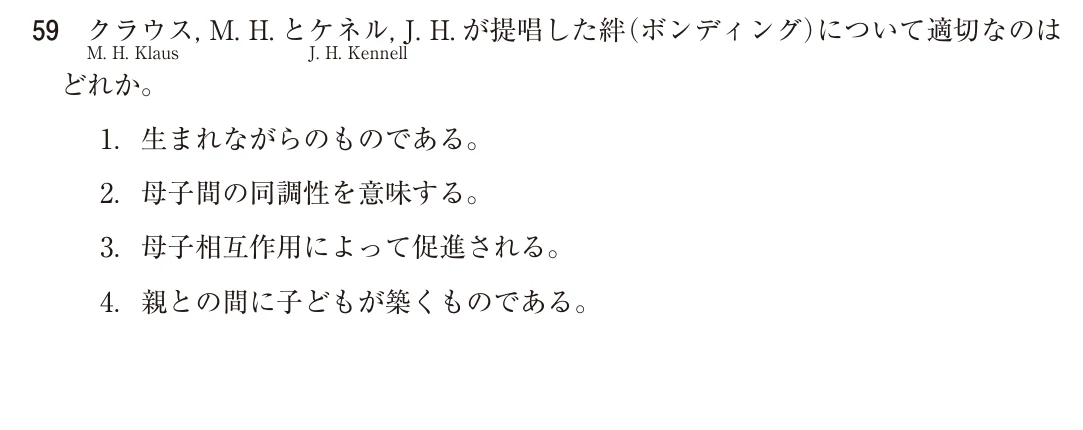 59 クラウス, M. H. とケネル, J. H. が提唱した絆(ボンディング)について適切なのは
M. H. Klaus J. H. Kennell
どれか。
1. 生まれながらのものである。
2. 母子間の同調性を意味する。
3. 母子相互作用によって促進される。
4. 親との間に子どもが築くものである。